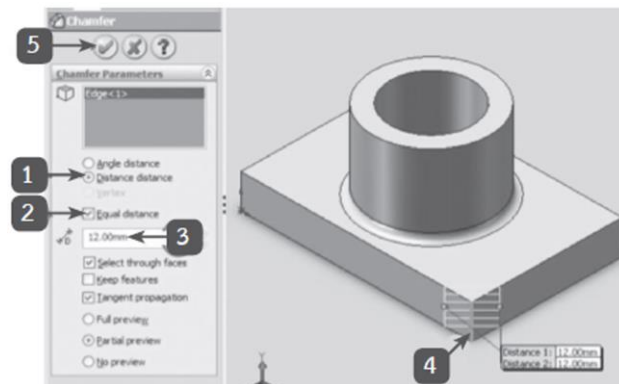 Chamfer
5
Chamfer Parameters
Edge<1>
Angle distance
1
Distance distance
Vertex
2
Equal distance
12.00mm
3
Select through faces
Keep features
Tangent propagation
Full preview
Partial preview
No preview
4
Distance 1: 12.00mm
Distance 2: 12.00mm
Y